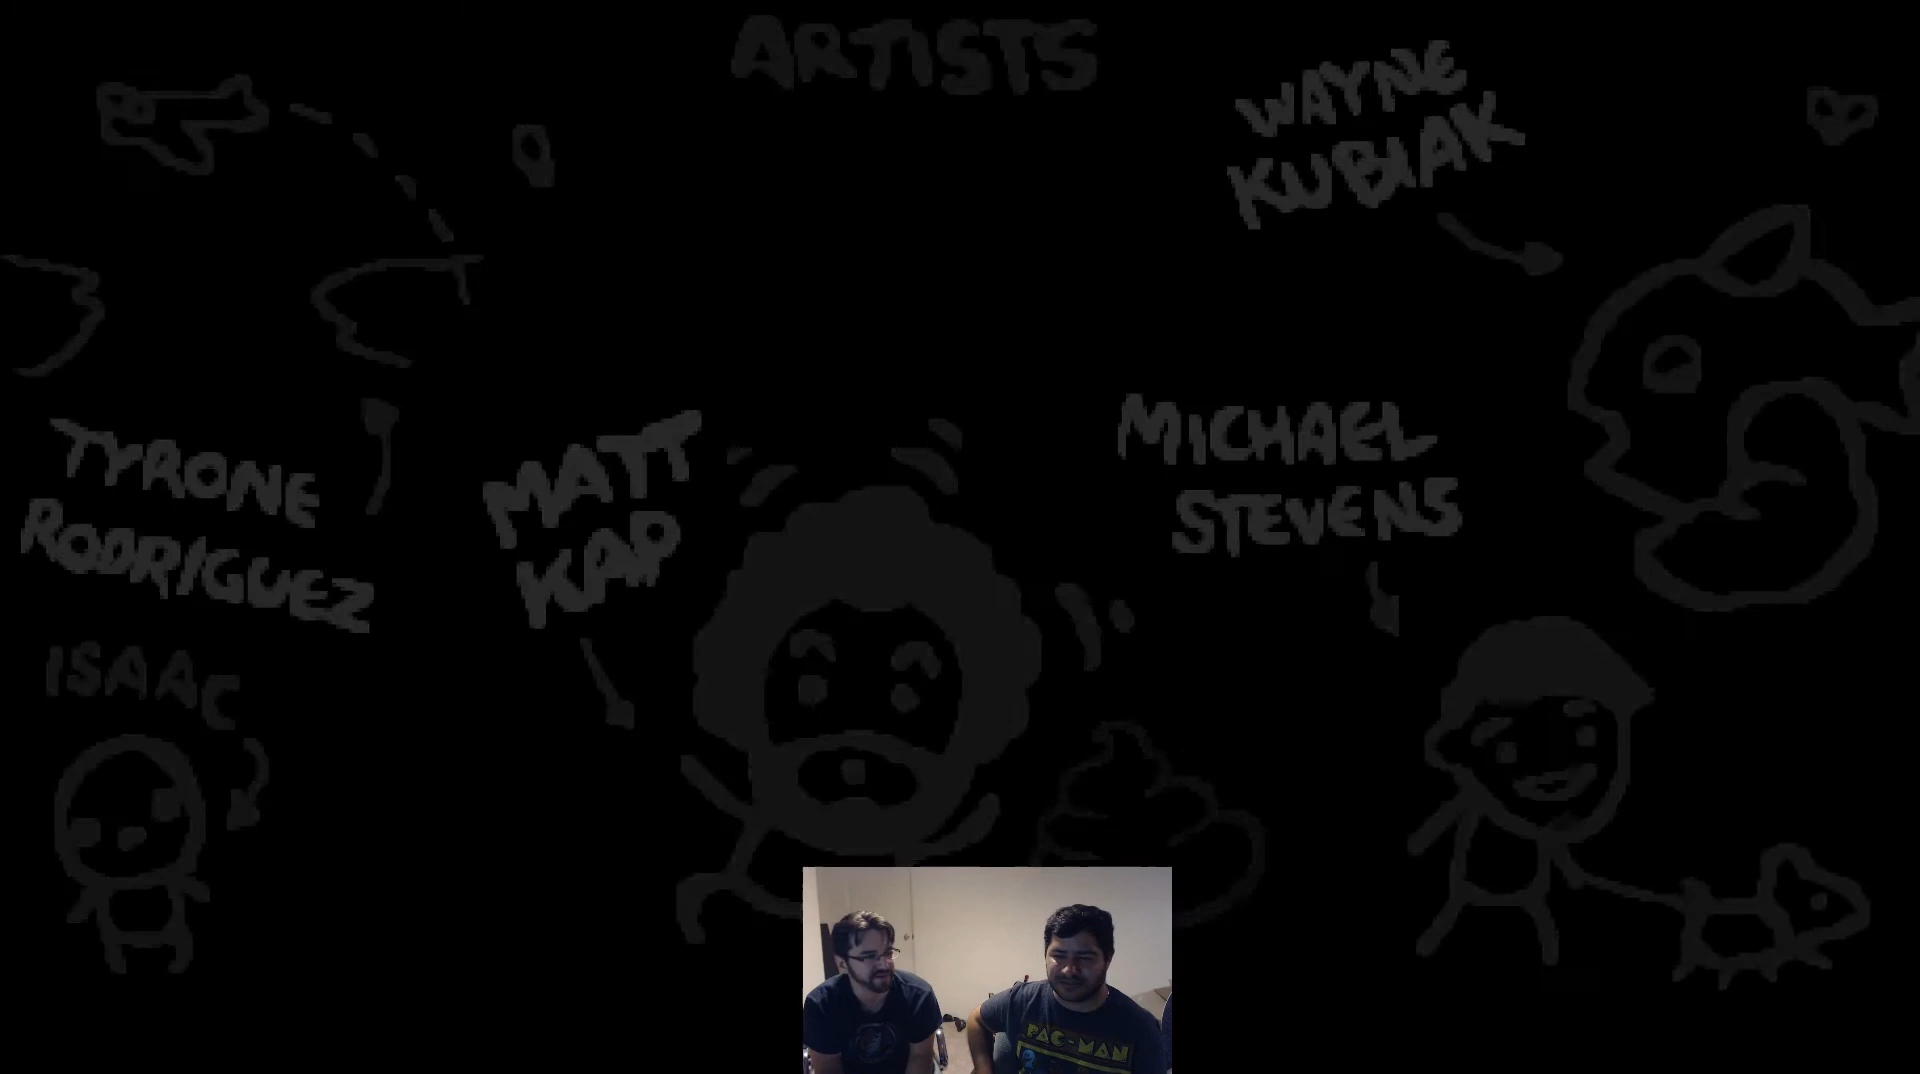 ARTISTS
WAYNE
KUBIAK
TYRONE
RODRIGUEZ
MATT
KAP
MICHAEL
STEVENS
ISAAC
PAC-MAN